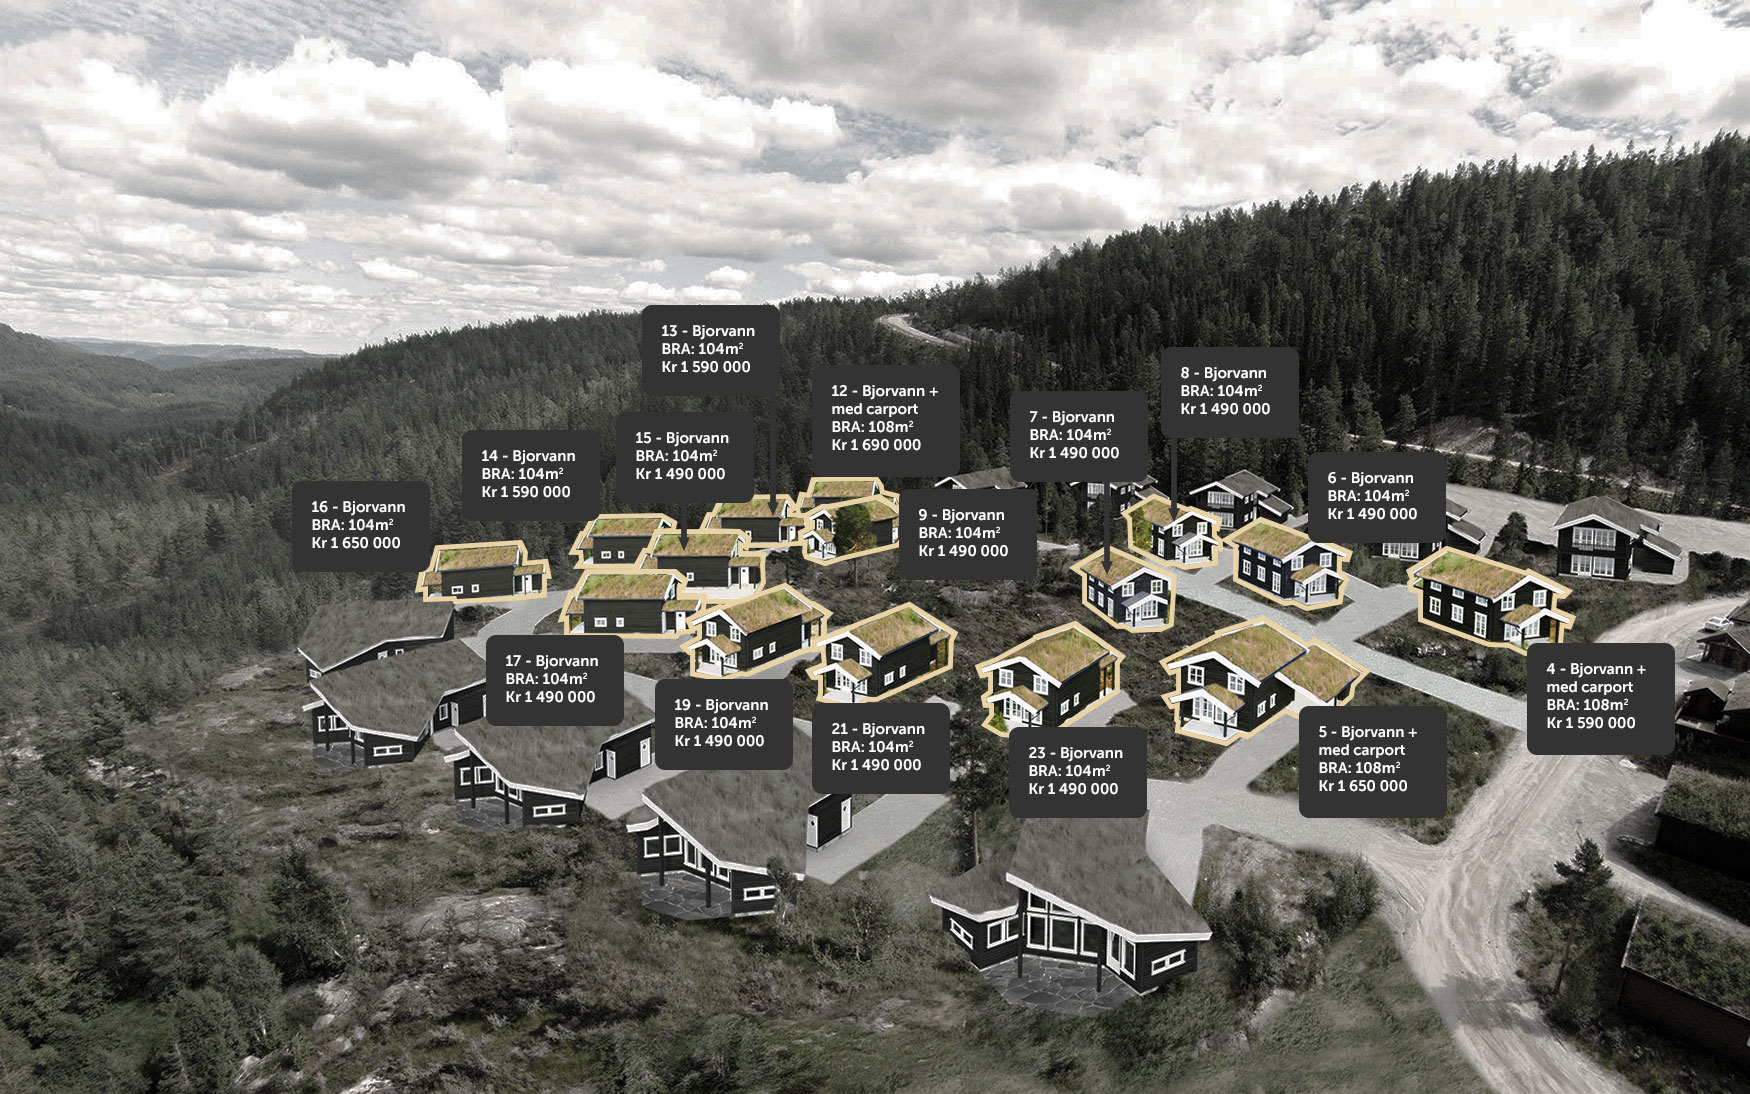 13 - Bjorvann
BRA: 104m²
Kr 1 590 000
8 - Bjorvann
BRA: 104m²
Kr 1 490 000
12 - Bjorvann +
med carport
BRA: 108m²
Kr 1 690 000
7 - Bjorvann
BRA: 104m²
Kr 1 490 000
15 - Bjorvann
BRA: 104m²
Kr 1 490 000
14 - Bjorvann
BRA: 104m²
Kr 1 590 000
6 - Bjorvann
BRA: 104m²
Kr 1 490 000
16 - Bjorvann
BRA: 104m²
Kr 1 650 000
9 - Bjorvann
BRA: 104m²
Kr 1 490 000
17 - Bjorvann
BRA: 104m²
Kr 1 490 000
4 - Bjorvann +
med carport
BRA: 108m²
Kr 1 590 000
19 - Bjorvann
BRA: 104m²
Kr 1 490 000
21 - Bjorvann
BRA: 104m²
Kr 1 490 000
5 - Bjorvann +
med carport
BRA: 108m²
Kr 1 650 000
23 - Bjorvann
BRA: 104m²
Kr 1 490 000